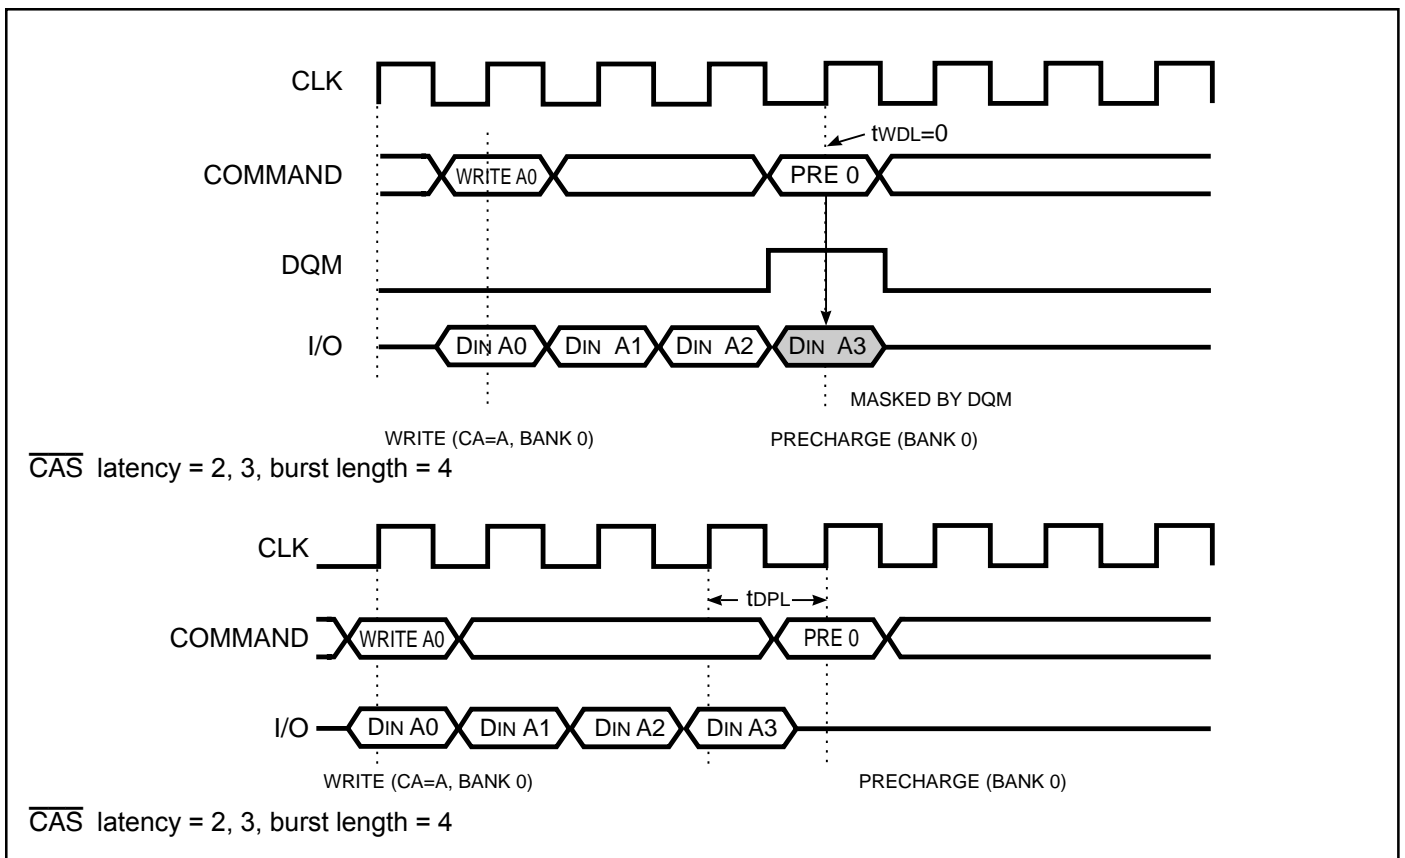 CLK
tWDL=0
COMMAND WRITE A0 PRE 0
DQM
I/O DIN A0 DIN A1 DIN A2 DIN A3
MASKED BY DQM
WRITE (CA=A, BANK 0) PRECHARGE (BANK 0)
CAS latency = 2, 3, burst length = 4
CLK
tDPL
COMMAND WRITE A0 PRE 0
I/O DIN A0 DIN A1 DIN A2 DIN A3
WRITE (CA=A, BANK 0) PRECHARGE (BANK 0)
CAS latency = 2, 3, burst length = 4